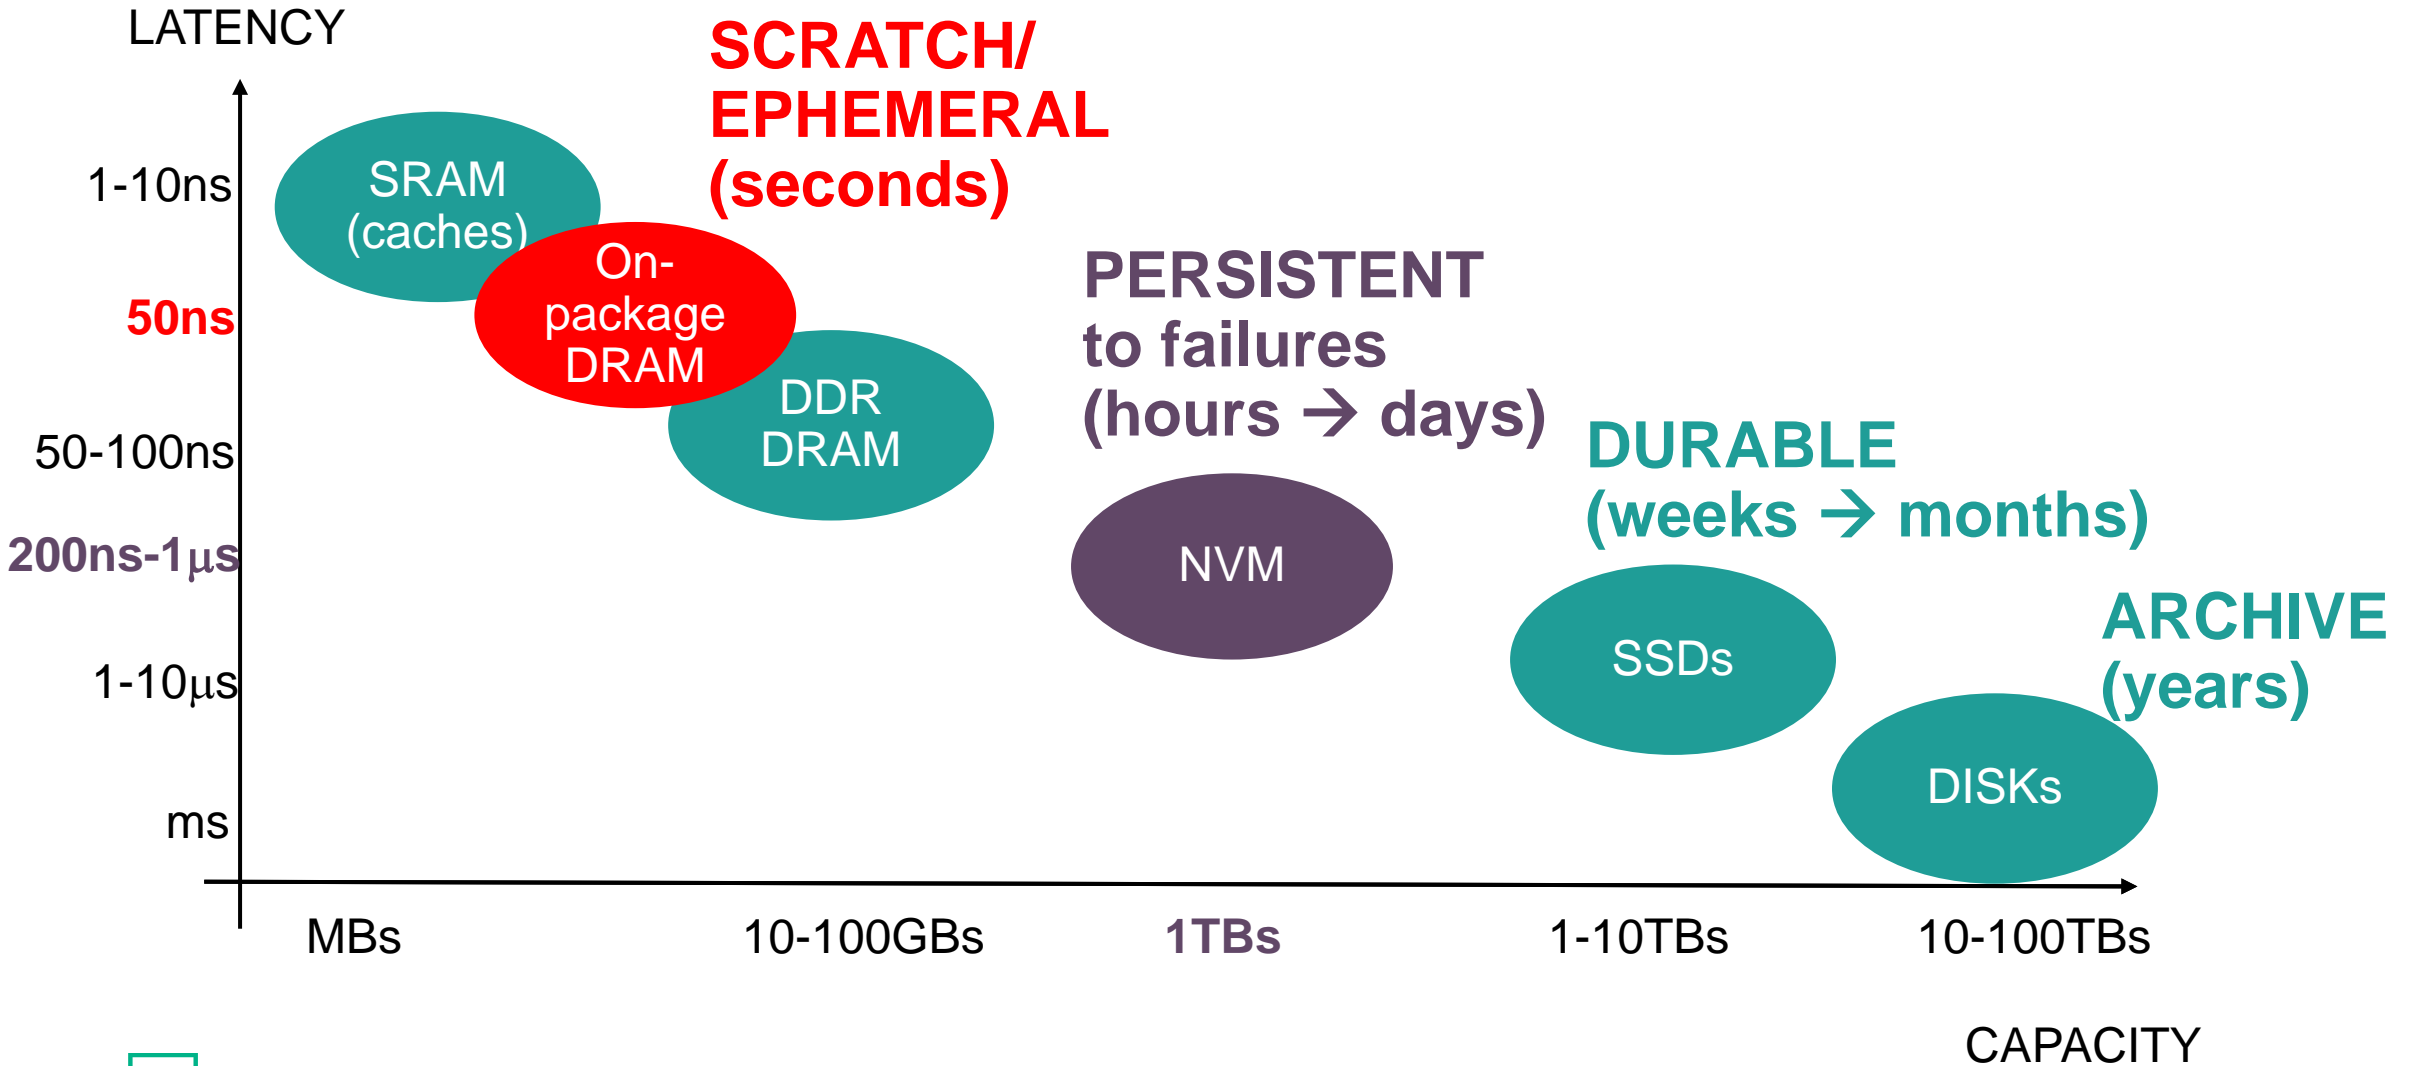 LATENCY
SCRATCH/
EPHEMERAL
(seconds)
1-10ns
SRAM
(caches)
On-
package
DRAM
50ns
PERSISTENT
to failures
(hours → days)
DDR
DRAM
50-100ns
DURABLE
(weeks → months)
200ns-1μs
NVM
ARCHIVE
(years)
SSDs
1-10μs
DISKs
ms
MBs
10-100GBs
1TBs
1-10TBs
10-100TBs
CAPACITY